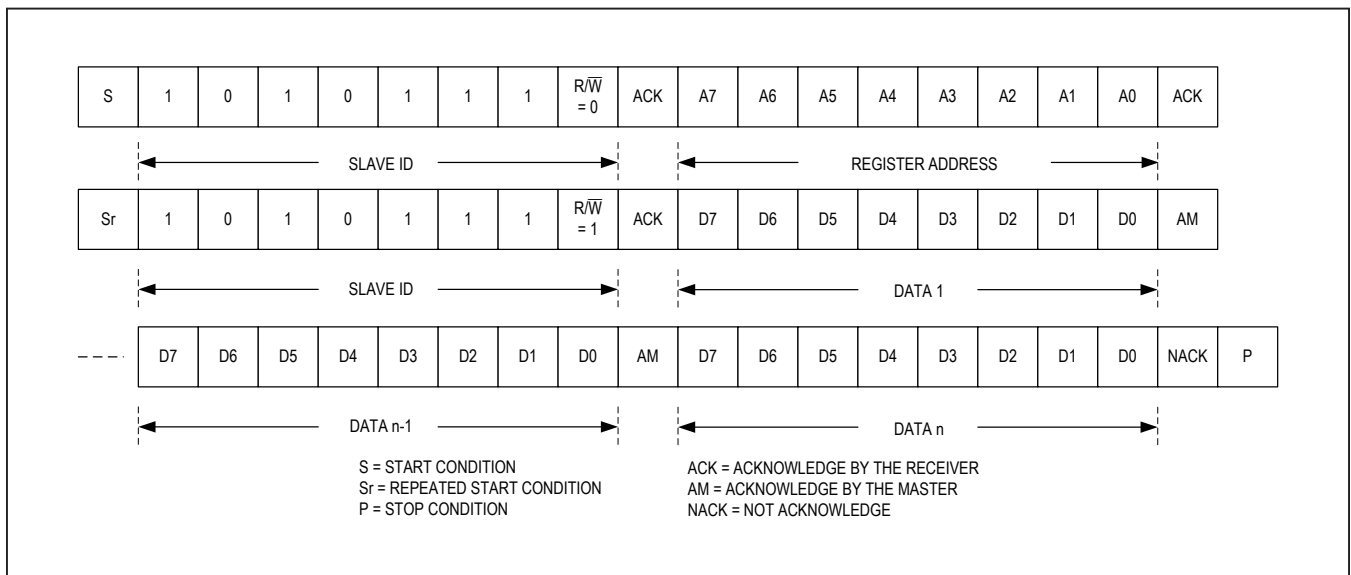 S 1 0 1 0 1 1 1 R/W̅ = 0 ACK A7 A6 A5 A4 A3 A2 A1 A0 ACK
SLAVE ID REGISTER ADDRESS
Sr 1 0 1 0 1 1 1 R/W̅ = 1 ACK D7 D6 D5 D4 D3 D2 D1 D0 AM
SLAVE ID DATA 1
D7 D6 D5 D4 D3 D2 D1 D0 AM D7 D6 D5 D4 D3 D2 D1 D0 NACK P
DATA n-1 DATA n
S = START CONDITION
Sr = REPEATED START CONDITION
P = STOP CONDITION
ACK = ACKNOWLEDGE BY THE RECEIVER
AM = ACKNOWLEDGE BY THE MASTER
NACK = NOT ACKNOWLEDGE